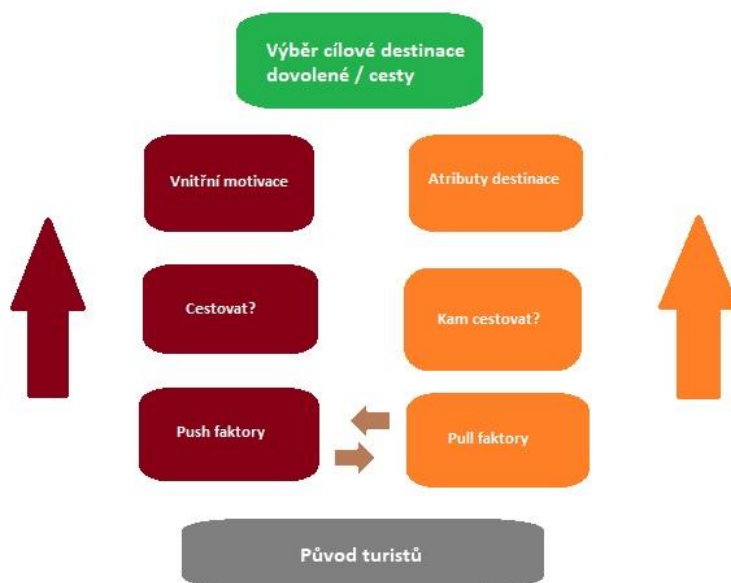 Výběr cílové destinace
dovolené / cesty
Vnitřní motivace
Atributy destinace
Cestovat?
Kam cestovat?
Push faktory
Pull faktory
Původ turistů